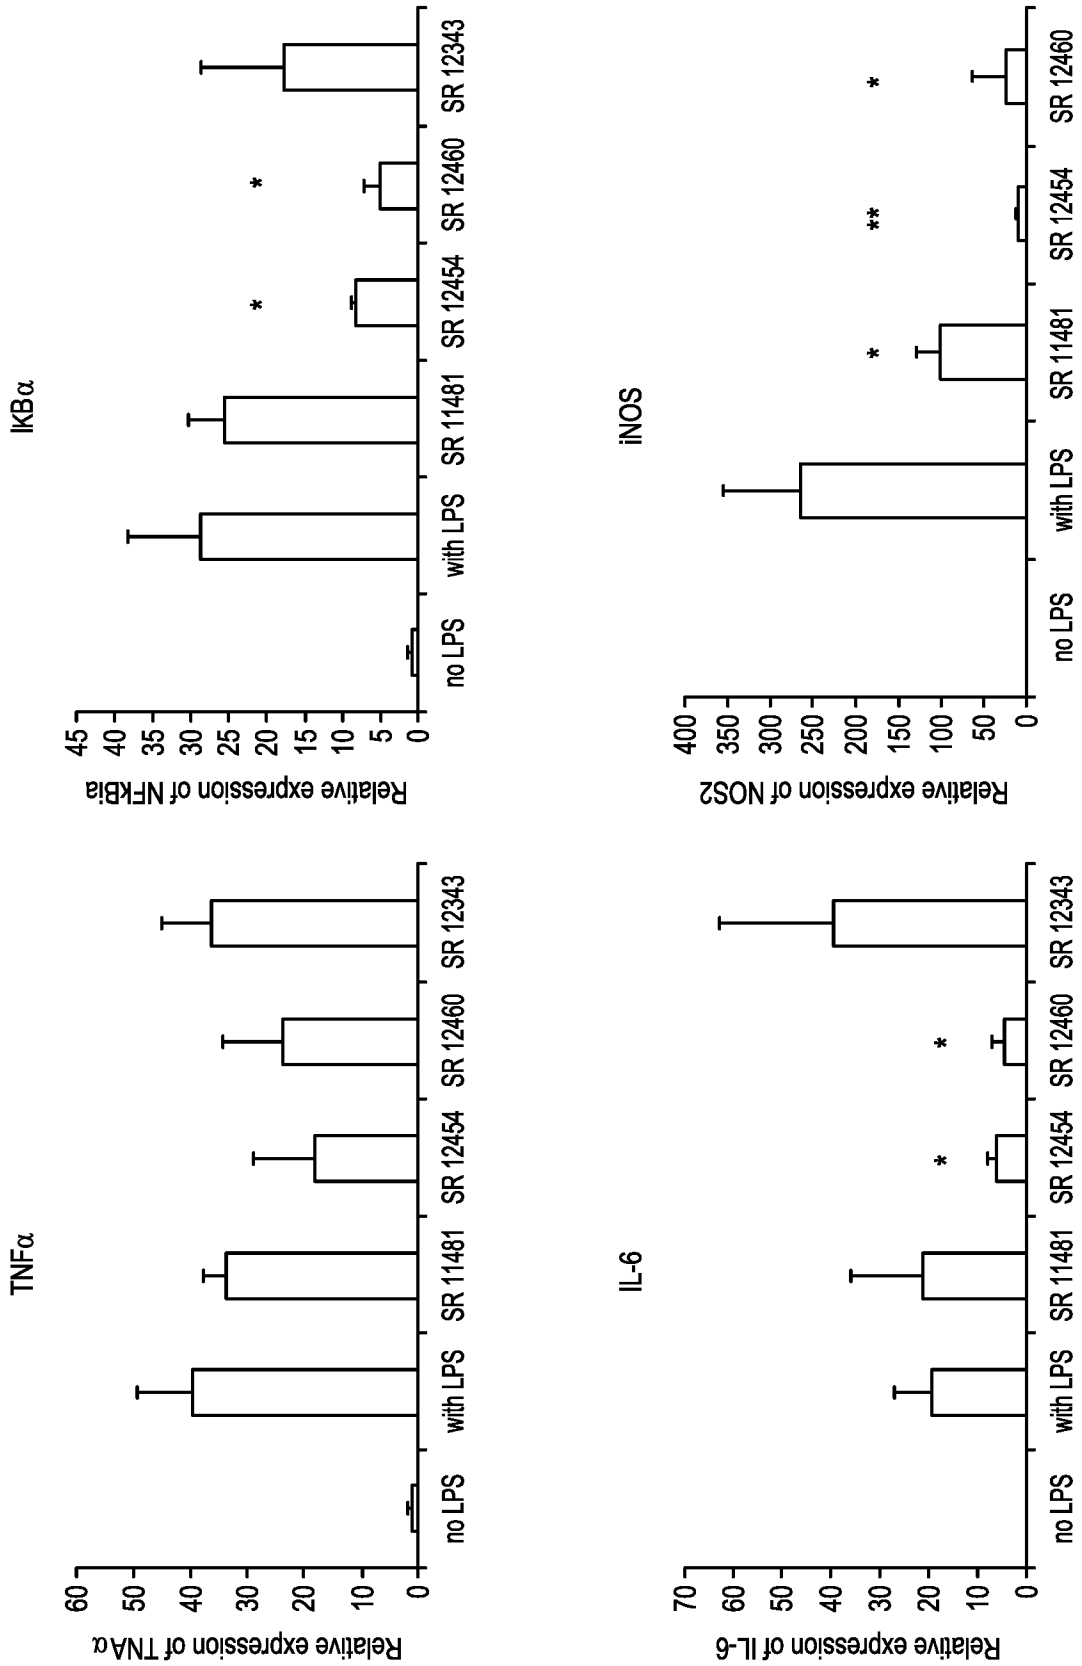 TNFα
Relative expression of TNAα
60
50
40
30
20
10
0
no LPS
with LPS
SR 11481
SR 12454
SR 12460
SR 12343
IKBα
Relative expression of NFkBia
45
40
35
30
25
20
15
10
5
0
*
*
no LPS
with LPS
SR 11481
SR 12454
SR 12460
SR 12343
IL-6
Relative expression of IL-6
70
60
50
40
30
20
10
0
*
*
no LPS
with LPS
SR 11481
SR 12454
SR 12460
SR 12343
iNOS
Relative expression of NOS2
400
350
300
250
200
150
100
50
0
*
**
*
no LPS
with LPS
SR 11481
SR 12454
SR 12460